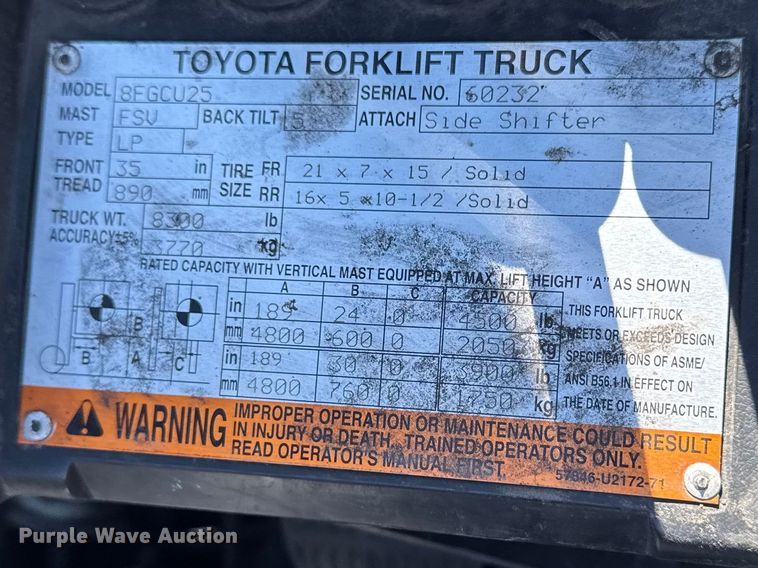 TOYOTA FORKLIFT TRUCK
MODEL 8FGCU25 SERIAL NO. 60232
MAST FSV BACK TILT 5 ATTACH Side Shifter
TYPE LP
FRONT TREAD 35 in
890 mm
TIRE SIZE FR 21 x 7 x 15 / Solid
RR 16x 5 x10-1/2 /Solid
TRUCK WT. 8300 lb
ACCURACY±5% 3770 kg
RATED CAPACITY WITH VERTICAL MAST EQUIPPED AT MAX. LIFT HEIGHT "A" AS SHOWN
A B C CAPACITY
in 189 24 0 4500 lb
mm 4800 600 0 2050 kg
in 189 30 0 3900 lb
mm 4800 760 0 1750 kg
B
B A C
THIS FORKLIFT TRUCK
MEETS OR EXCEEDS DESIGN
SPECIFICATIONS OF ASME/
ANSI B56.1 IN EFFECT ON
THE DATE OF MANUFACTURE.
WARNING
IMPROPER OPERATION OR MAINTENANCE COULD RESULT
IN INJURY OR DEATH. TRAINED OPERATORS ONLY.
READ OPERATOR'S MANUAL FIRST.
57846-U2172-71
Purple Wave Auction